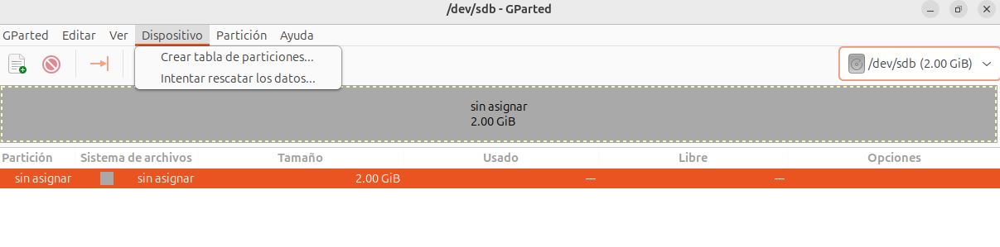 /dev/sdb - GParted
GParted Editar Ver Dispositivo Partición Ayuda
Crear tabla de particiones...
Intentar rescatar los datos...
/dev/sdb (2.00 GiB)
sin asignar
2.00 GiB
Partición Sistema de archivos Tamaño Usado Libre Opciones
sin asignar sin asignar 2.00 GiB --- ---